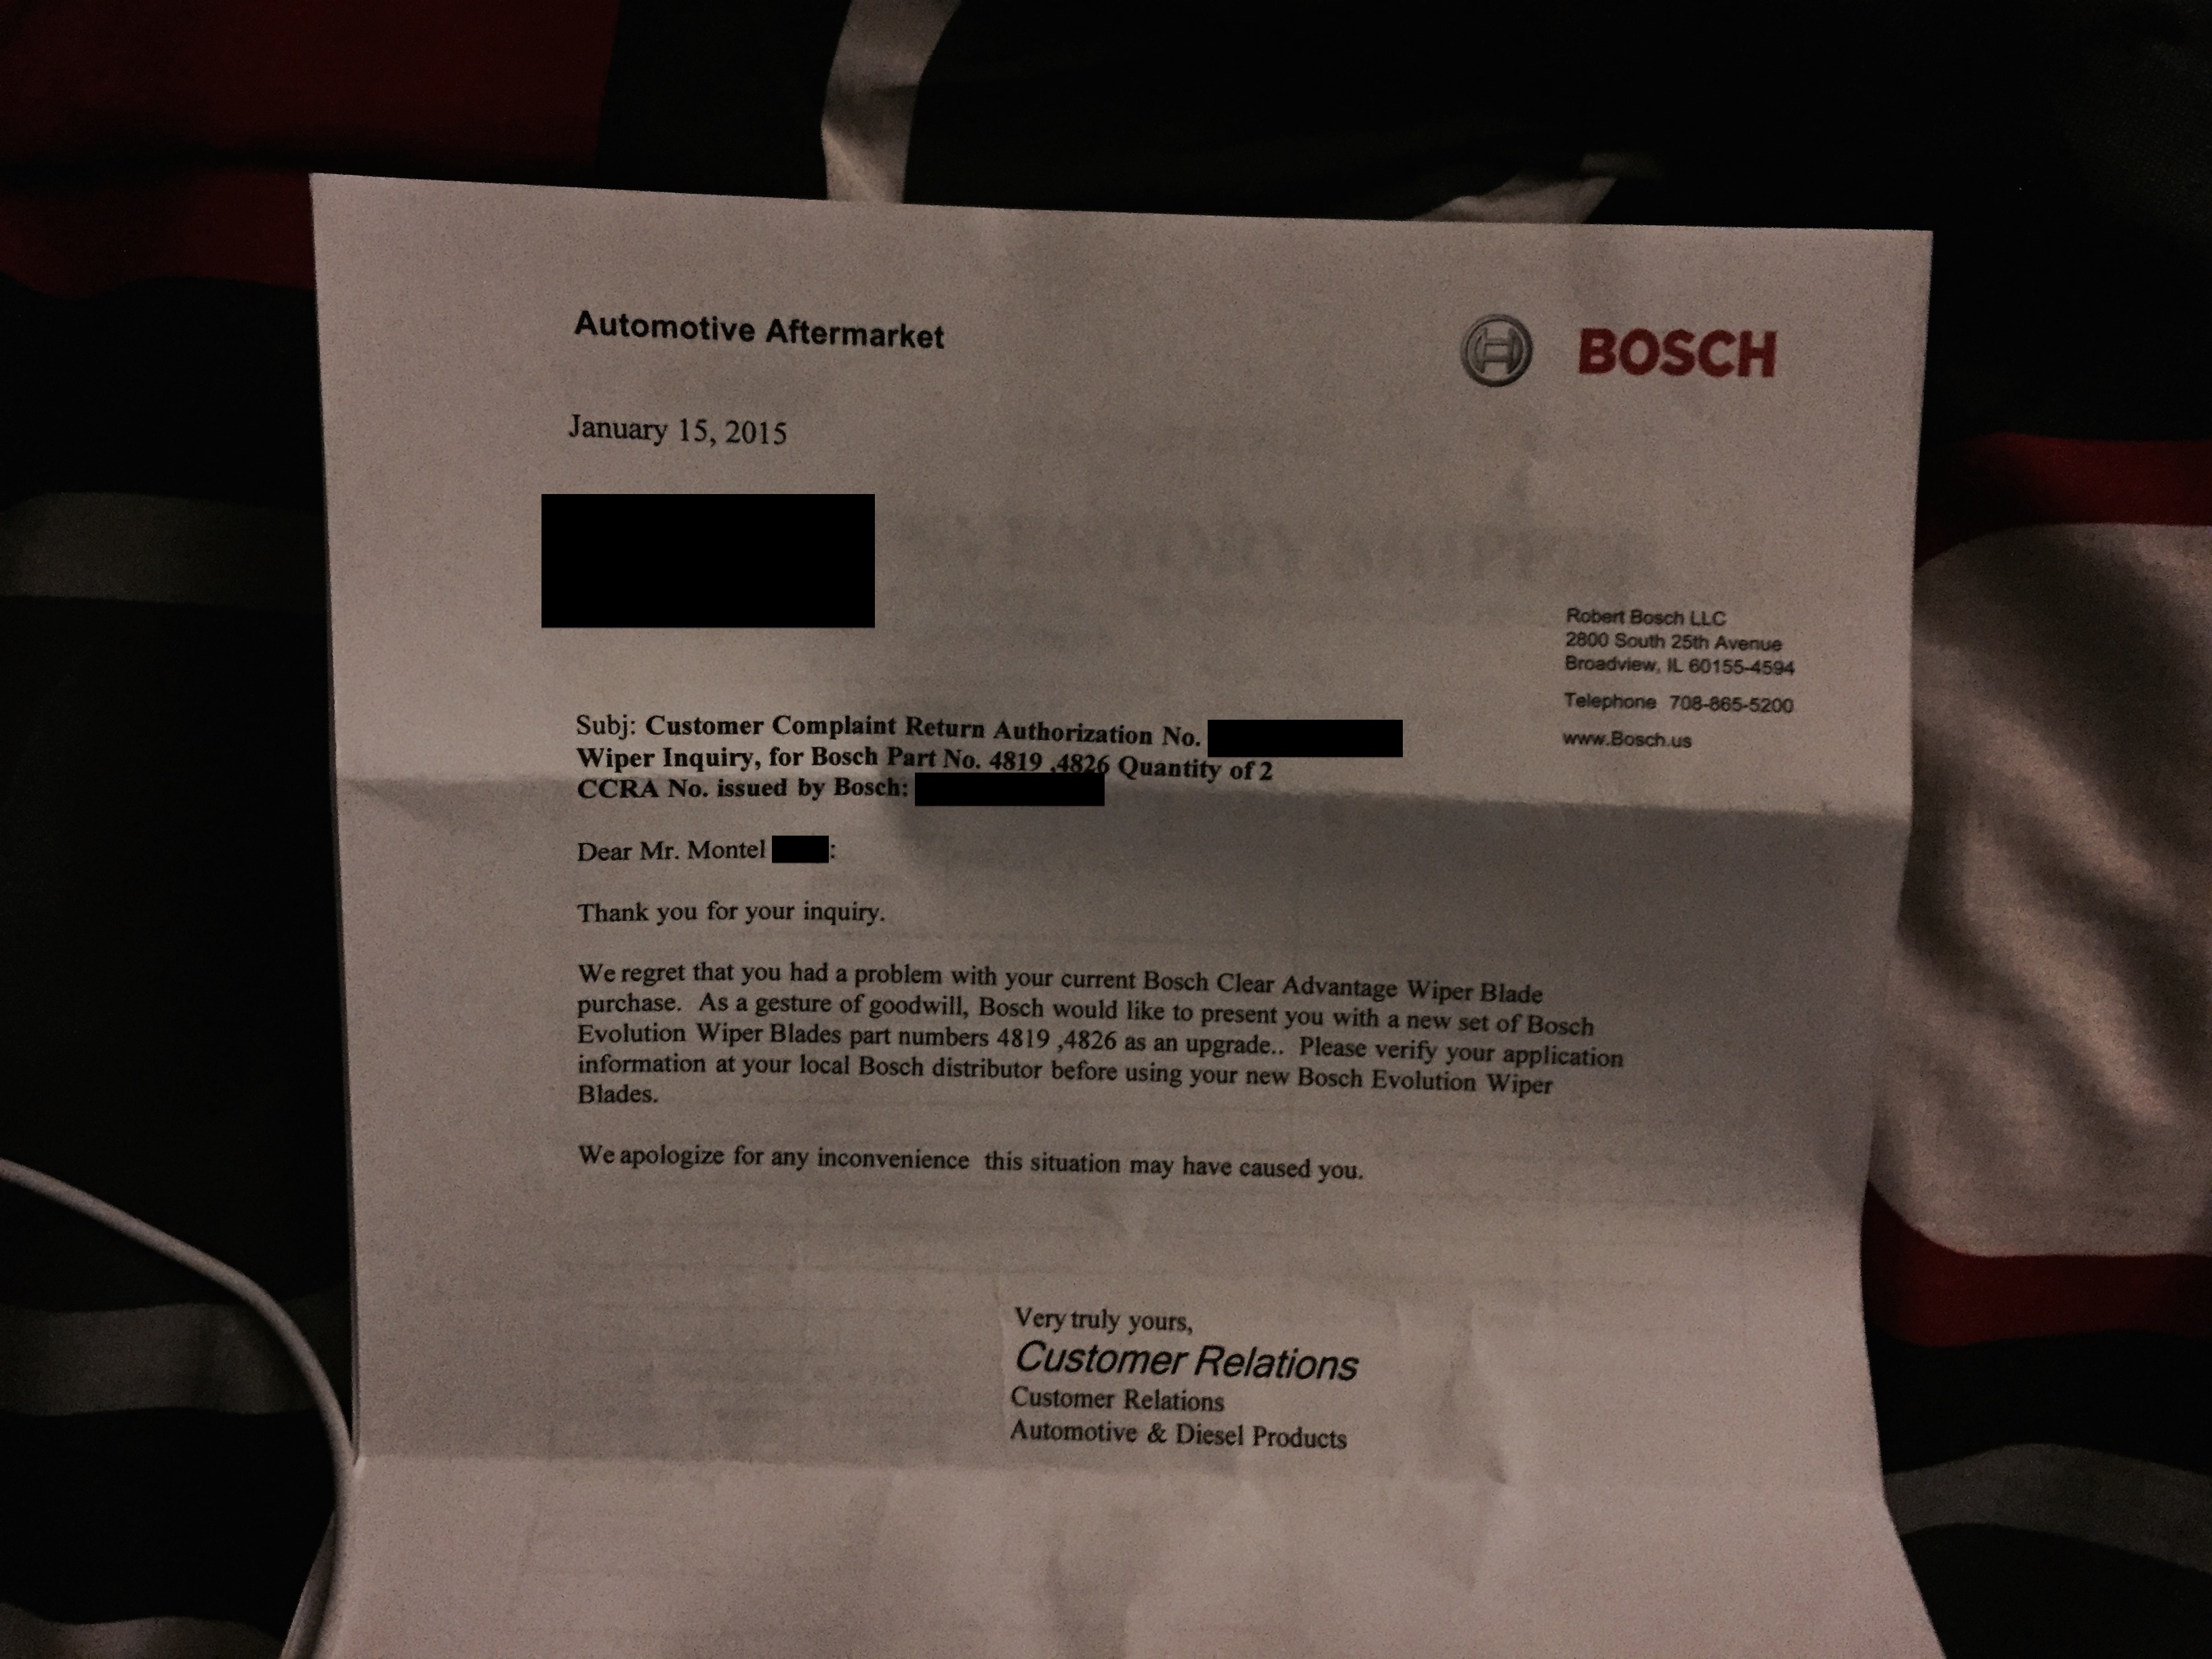 Automotive Aftermarket
BOSCH
January 15, 2015
Robert Bosch LLC
2800 South 25th Avenue
Broadview, IL 60155-4594
Telephone 708-865-5200
www.Bosch.us
Subj: Customer Complaint Return Authorization No.
Wiper Inquiry, for Bosch Part No. 4819 ,4826 Quantity of 2
CCRA No. issued by Bosch:
Dear Mr. Montel :
Thank you for your inquiry.
We regret that you had a problem with your current Bosch Clear Advantage Wiper Blade
purchase.  As a gesture of goodwill, Bosch would like to present you with a new set of Bosch
Evolution Wiper Blades part numbers 4819 ,4826 as an upgrade..  Please verify your application
information at your local Bosch distributor before using your new Bosch Evolution Wiper
Blades.
We apologize for any inconvenience  this situation may have caused you.
Very truly yours,
Customer Relations
Customer Relations
Automotive & Diesel Products